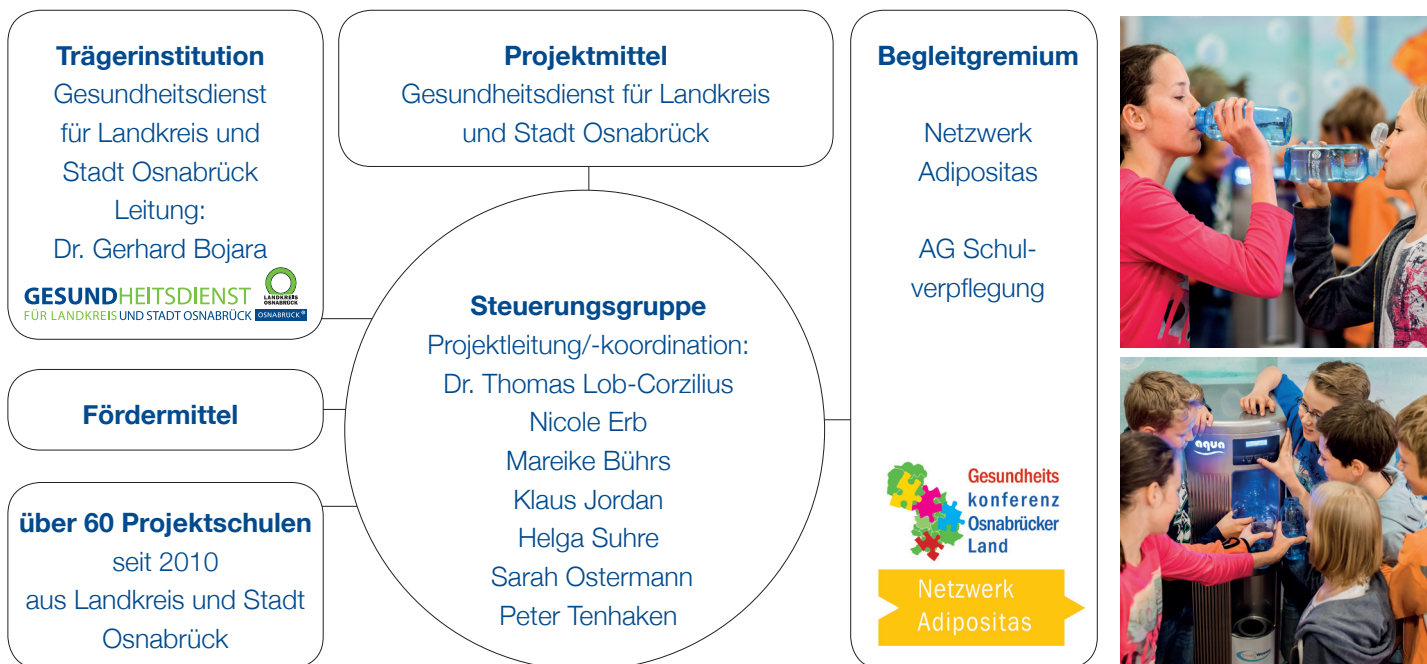 Trägerinstitution
Gesundheitsdienst
für Landkreis und
Stadt Osnabrück
Leitung:
Dr. Gerhard Bojara
GESUNDHEITSDIENST
FÜR LANDKREIS UND STADT OSNABRÜCK
LANDKREIS
OSNABRÜCK
OSNABRÜCK®
Projektmittel
Gesundheitsdienst für Landkreis
und Stadt Osnabrück
Begleitgremium
Netzwerk
Adipositas
AG Schul-
verpflegung
Steuerungsgruppe
Projektleitung/-koordination:
Dr. Thomas Lob-Corzilius
Nicole Erb
Mareike Bührs
Klaus Jordan
Helga Suhre
Sarah Ostermann
Peter Tenhaken
Fördermittel
über 60 Projektschulen
seit 2010
aus Landkreis und Stadt
Osnabrück
Gesundheits
konferenz
Osnabrücker
Land
Netzwerk
Adipositas
aqua